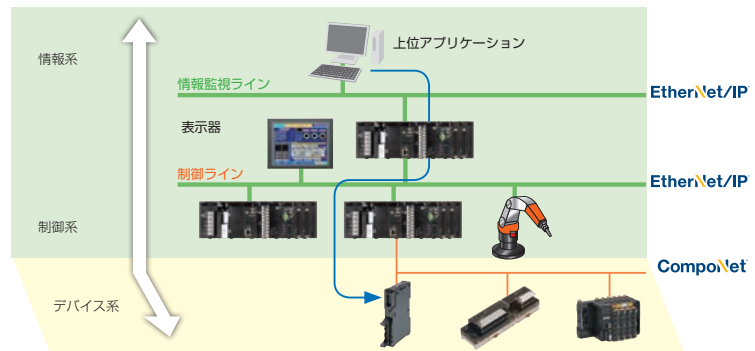 上位アプリケーション
情報系
情報監視ライン
EtherNet/IP
表示器
制御ライン
EtherNet/IP
制御系
CompoNet
デバイス系